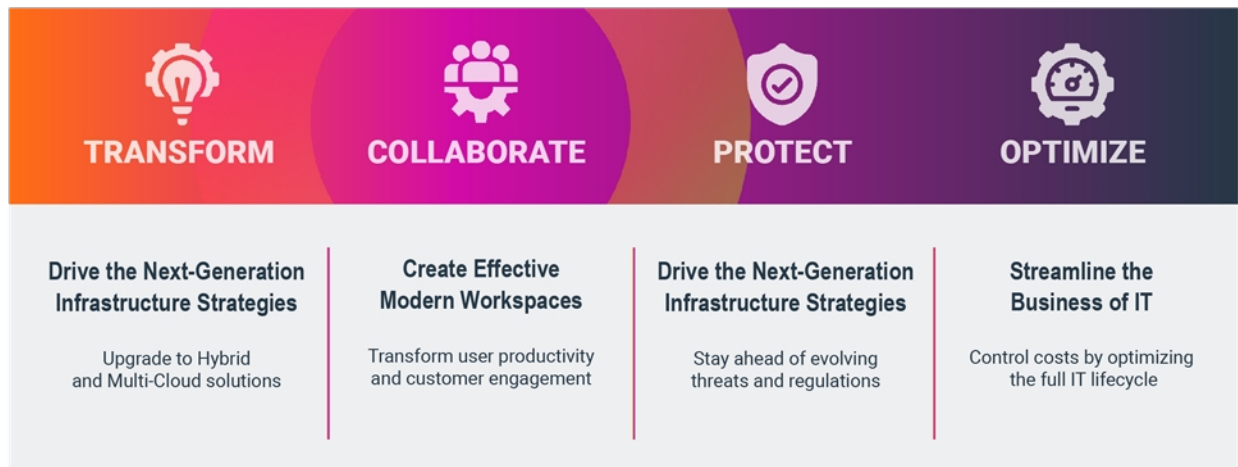 TRANSFORM
COLLABORATE
PROTECT
OPTIMIZE
Drive the Next-Generation
Infrastructure Strategies
Upgrade to Hybrid
and Multi-Cloud solutions
Create Effective
Modern Workspaces
Transform user productivity
and customer engagement
Drive the Next-Generation
Infrastructure Strategies
Stay ahead of evolving
threats and regulations
Streamline the
Business of IT
Control costs by optimizing
the full IT lifecycle